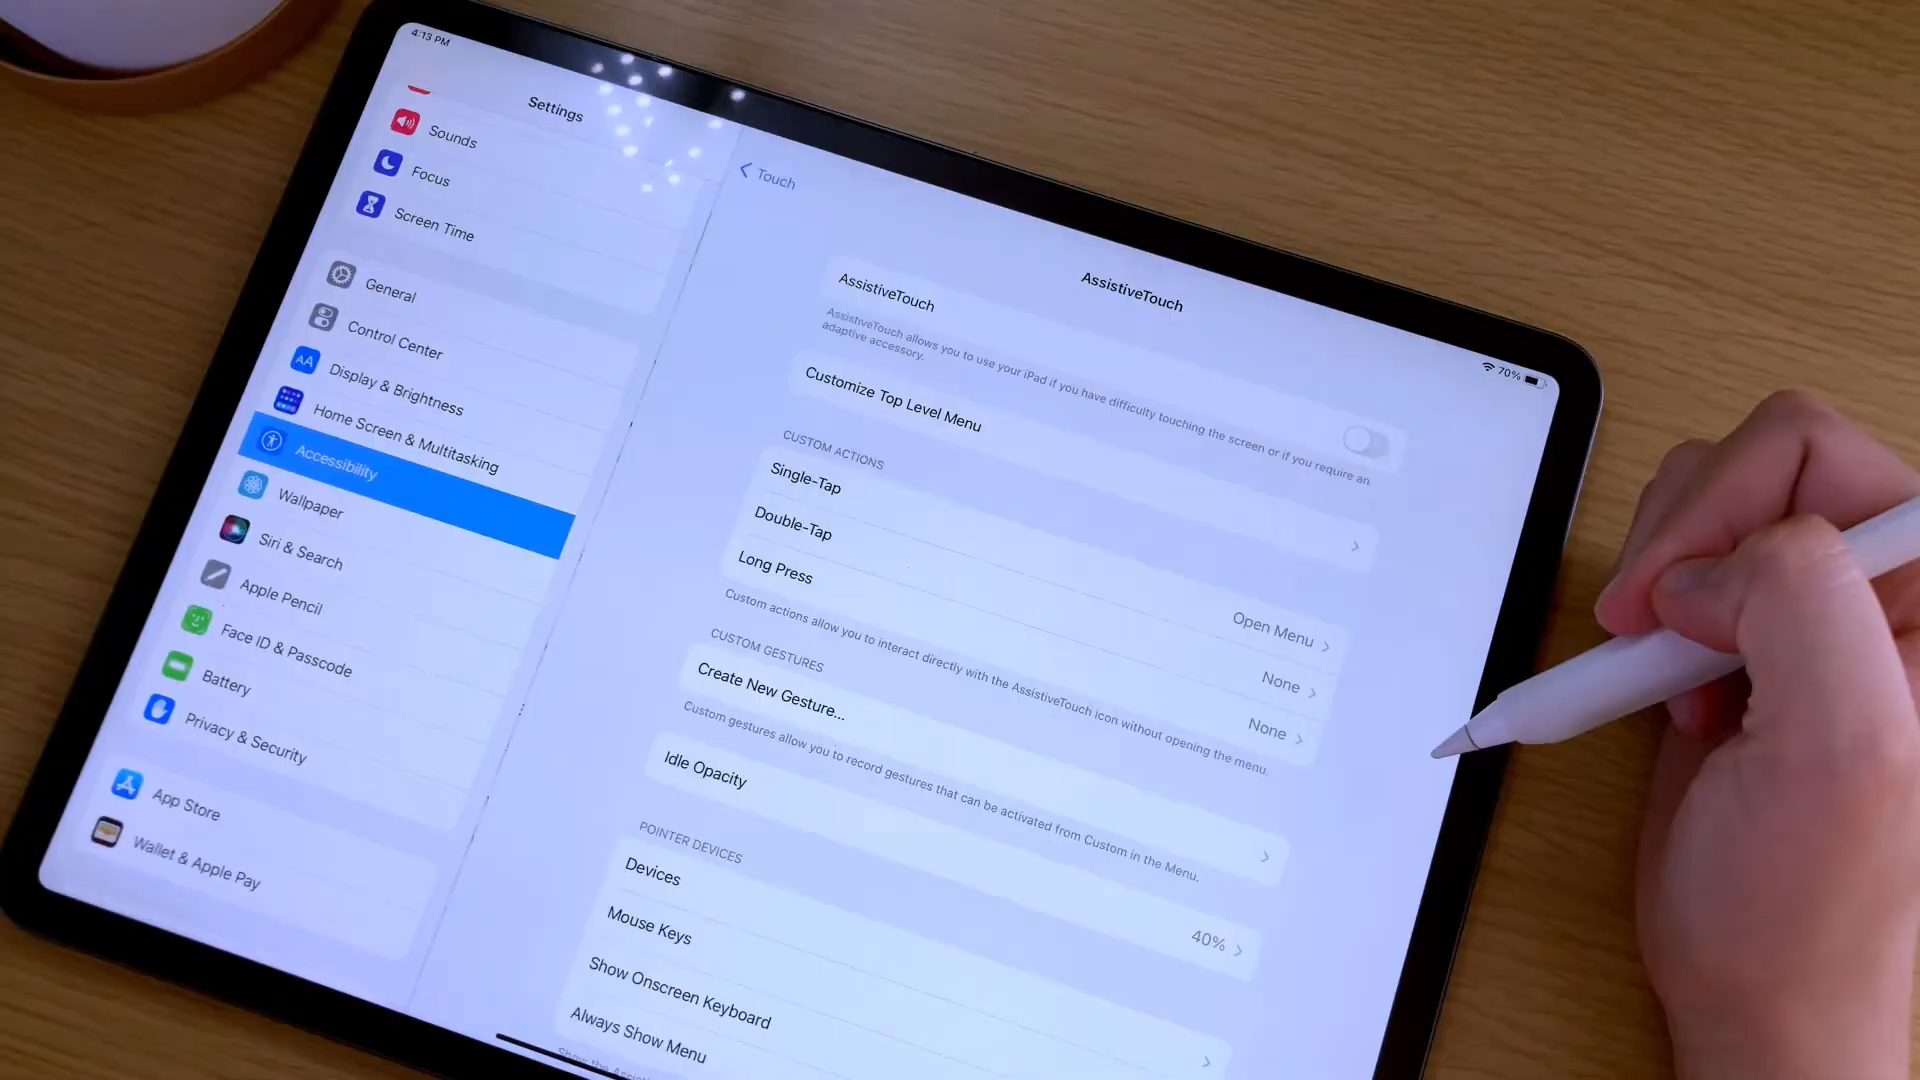 4:13 PM
Settings
Sounds
Focus
Screen Time
General
Control Center
AA
Display & Brightness
Home Screen & Multitasking
Accessibility
Wallpaper
Siri & Search
Apple Pencil
Face ID & Passcode
Battery
Privacy & Security
App Store
Wallet & Apple Pay
70%
Touch
AssistiveTouch
AssistiveTouch
AssistiveTouch allows you to use your iPad if you have difficulty touching the screen or if you require an
adaptive accessory.
Customize Top Level Menu
CUSTOM ACTIONS
Single-Tap Open Menu
Double-Tap None
Long Press None
Custom actions allow you to interact directly with the AssistiveTouch icon without opening the menu.
CUSTOM GESTURES
Create New Gesture...
Custom gestures allow you to record gestures that can be activated from Custom in the Menu.
Idle Opacity 40%
POINTER DEVICES
Devices
Mouse Keys
Show Onscreen Keyboard
Always Show Menu
Show the